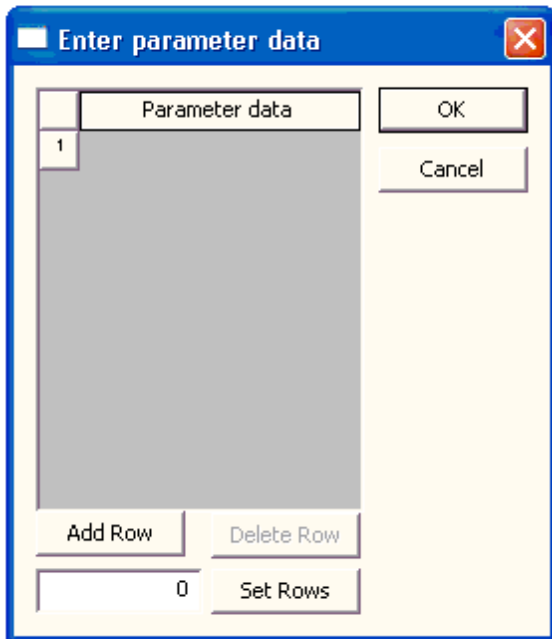 Enter parameter data
Parameter data
OK
1
Cancel
Add Row
Delete Row
0
Set Rows